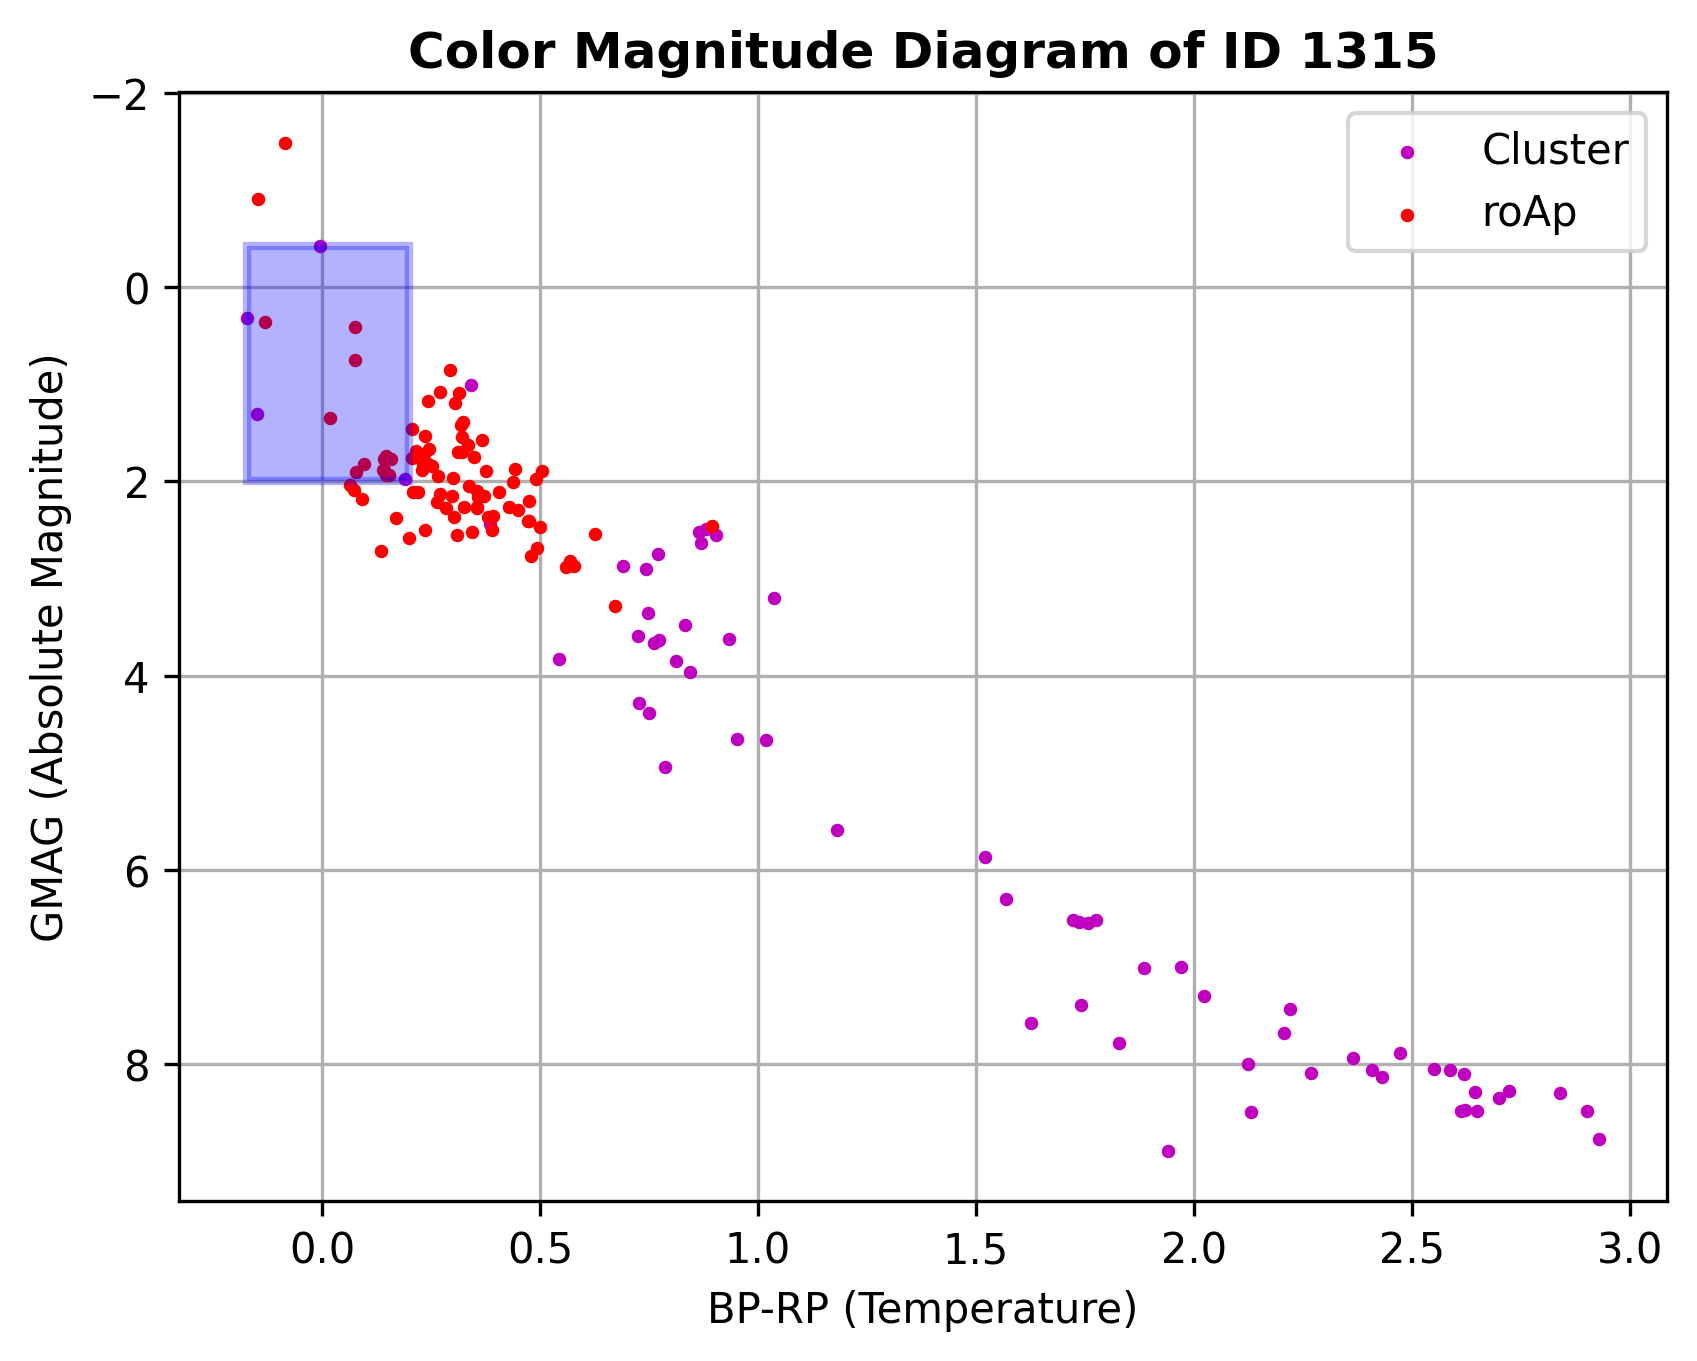 Color Magnitude Diagram of ID 1315
Cluster
roAp
GMAG (Absolute Magnitude)
−2
0
2
4
6
8
0.0 0.5 1.0 1.5 2.0 2.5 3.0
BP-RP (Temperature)